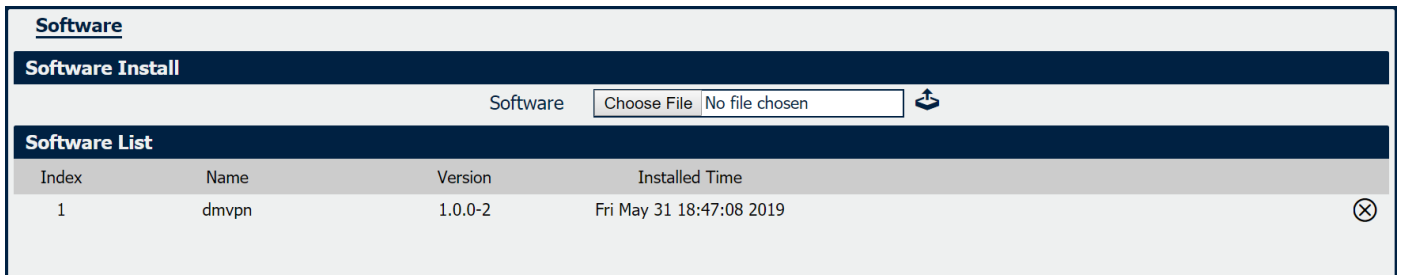 Software
Software Install
Software Choose File No file chosen
Software List
Index Name Version Installed Time
1 dmvpn 1.0.0-2 Fri May 31 18:47:08 2019